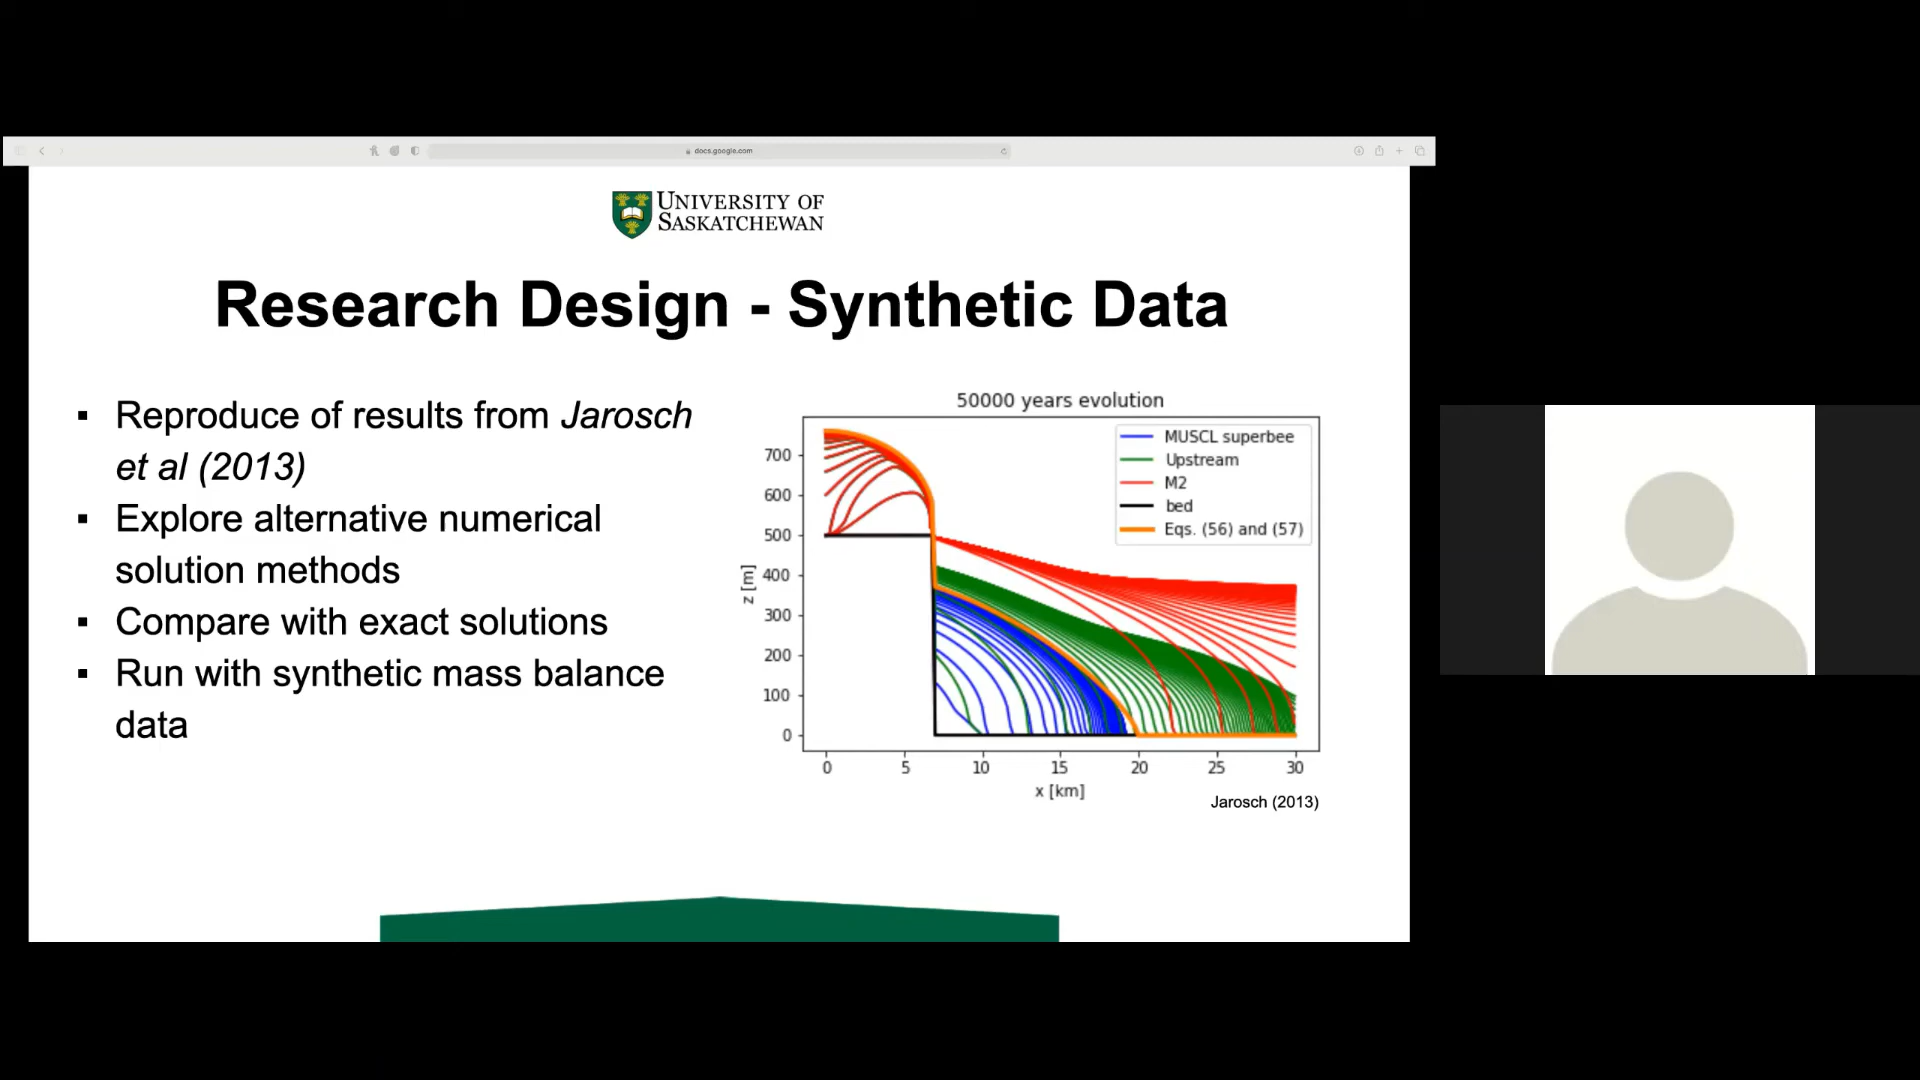 docs.google.com
UNIVERSITY OF
SASKATCHEWAN
Research Design - Synthetic Data
▪ Reproduce of results from Jarosch
et al (2013)
▪ Explore alternative numerical
solution methods
▪ Compare with exact solutions
▪ Run with synthetic mass balance
data
50000 years evolution
MUSCL superbee
Upstream
M2
bed
Eqs. (56) and (57)
z [m]
700
600
500
400
300
200
100
0
0 5 10 15 20 25 30
x [km]
Jarosch (2013)